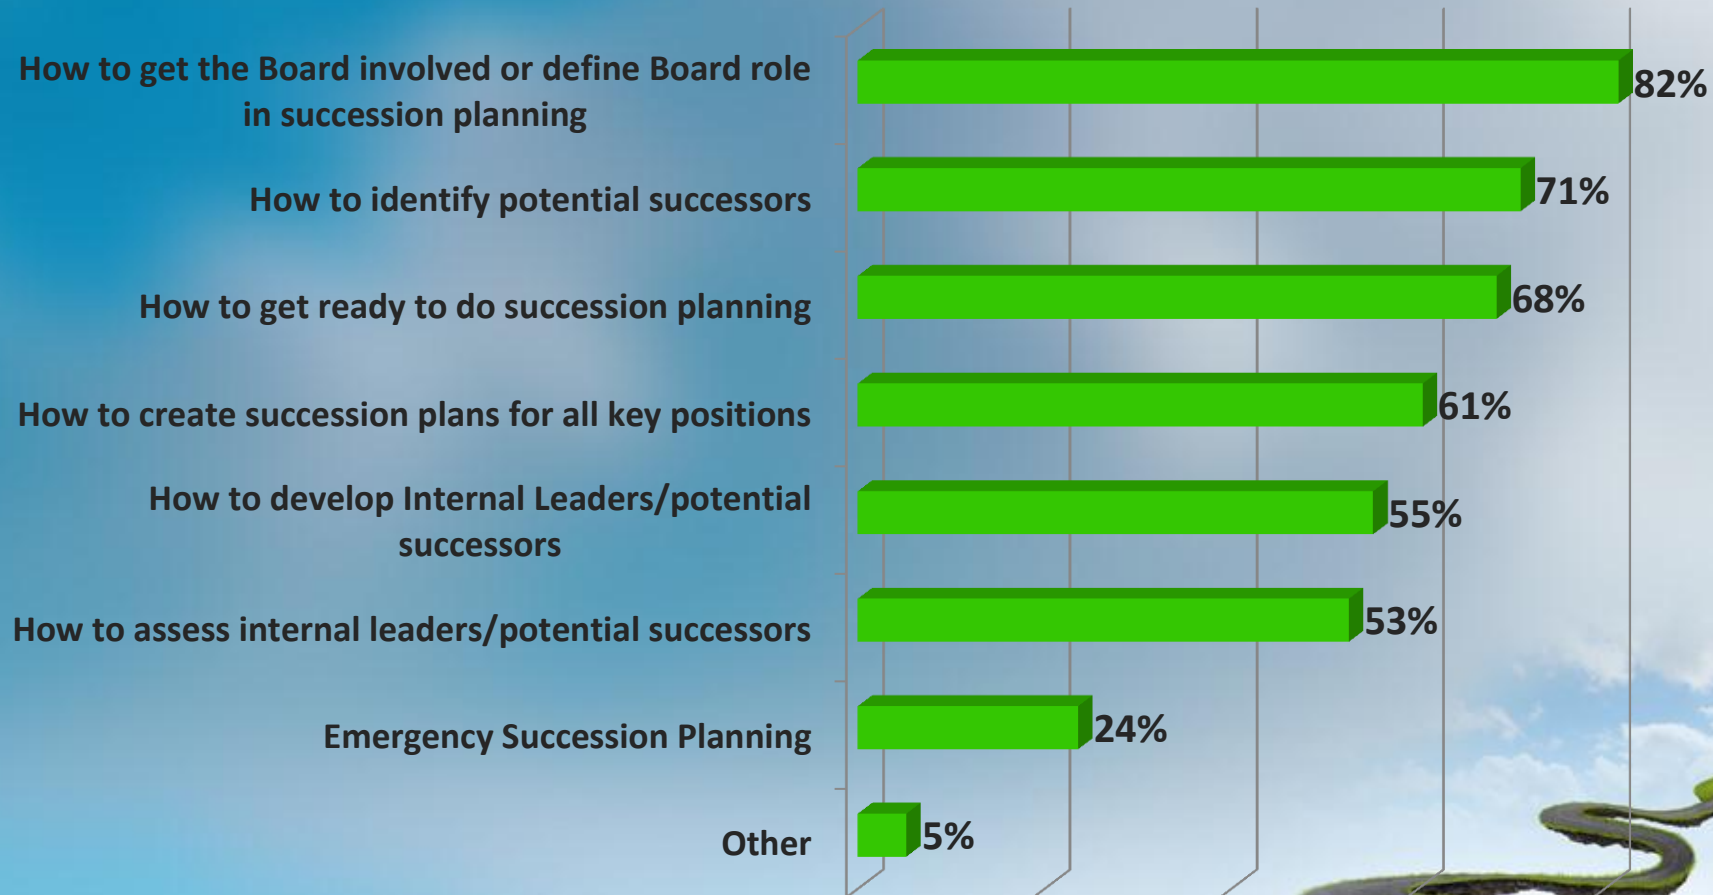 How to get the Board involved or define Board role
in succession planning
82%
How to identify potential successors
71%
How to get ready to do succession planning
68%
How to create succession plans for all key positions
61%
How to develop Internal Leaders/potential
successors
55%
How to assess internal leaders/potential successors
53%
Emergency Succession Planning
24%
Other
5%